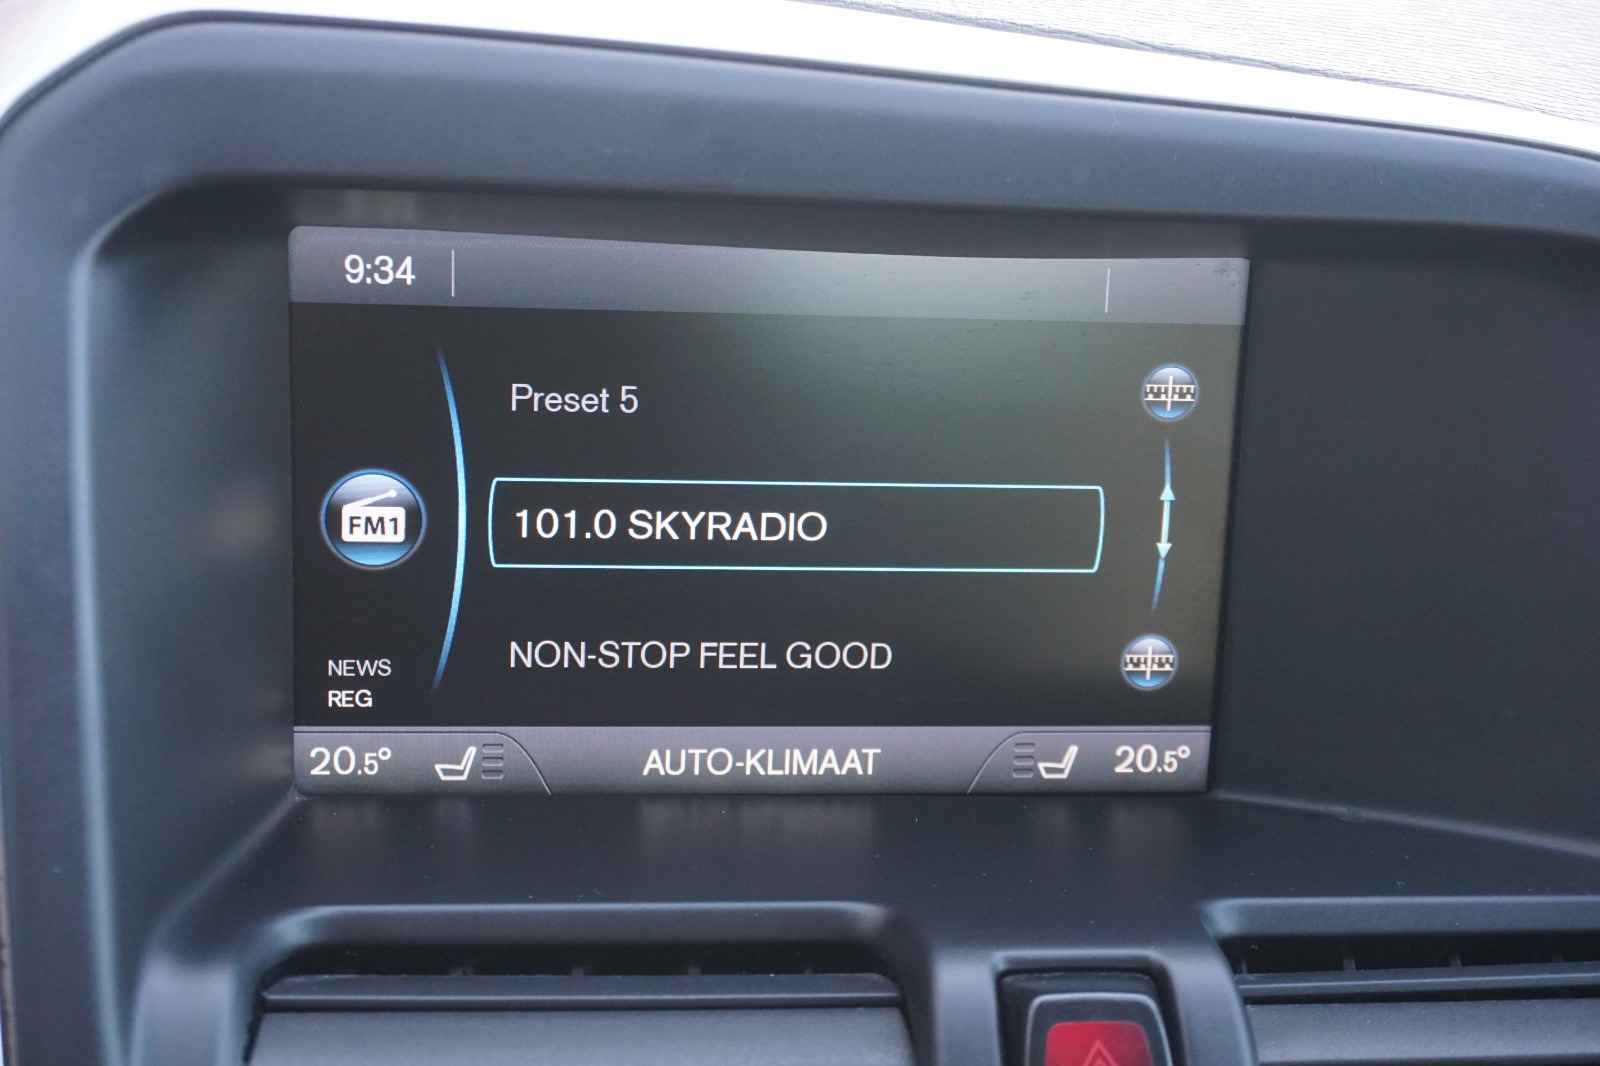 9:34
Preset 5
101.0 SKYRADIO
FM1
NON-STOP FEEL GOOD
NEWS
REG
20.5° AUTO-KLIMAAT 20.5°